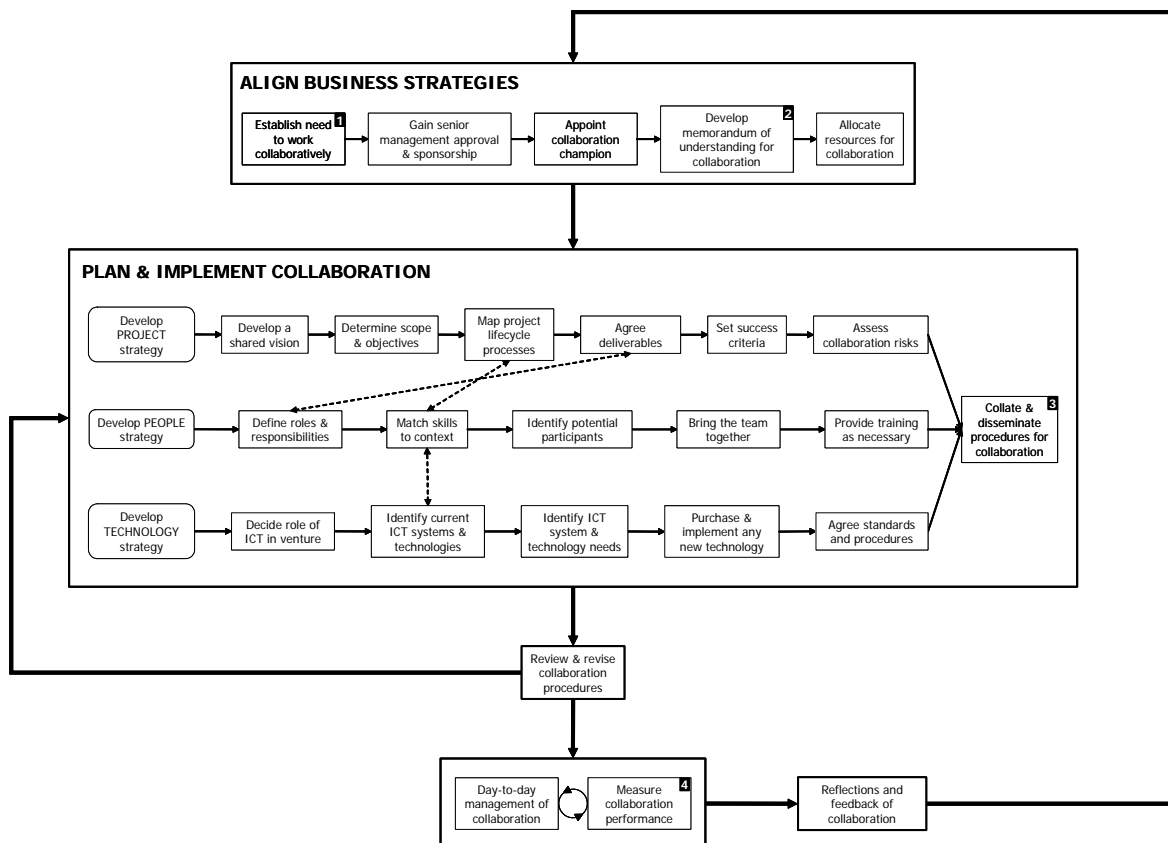 ALIGN BUSINESS STRATEGIES
1
Establish need
to work
collaboratively
Gain senior
management approval
& sponsorship
Appoint
collaboration
champion
2
Develop
memorandum of
understanding for
collaboration
Allocate
resources for
collaboration
PLAN & IMPLEMENT COLLABORATION
Develop
PROJECT
strategy
Develop a
shared vision
Determine scope
& objectives
Map project
lifecycle
processes
Agree
deliverables
Set success
criteria
Assess
collaboration risks
Develop PEOPLE
strategy
Define roles &
responsibilities
Match skills
to context
Identify potential
participants
Bring the team
together
Provide training
as necessary
3
Collate &
disseminate
procedures for
collaboration
Develop
TECHNOLOGY
strategy
Decide role of
ICT in venture
Identify current
ICT systems &
technologies
Identify ICT
system &
technology needs
Purchase &
implement any
new technology
Agree standards
and procedures
Review & revise
collaboration
procedures
Day-to-day
management of
collaboration
4
Measure
collaboration
performance
Reflections and
feedback of
collaboration